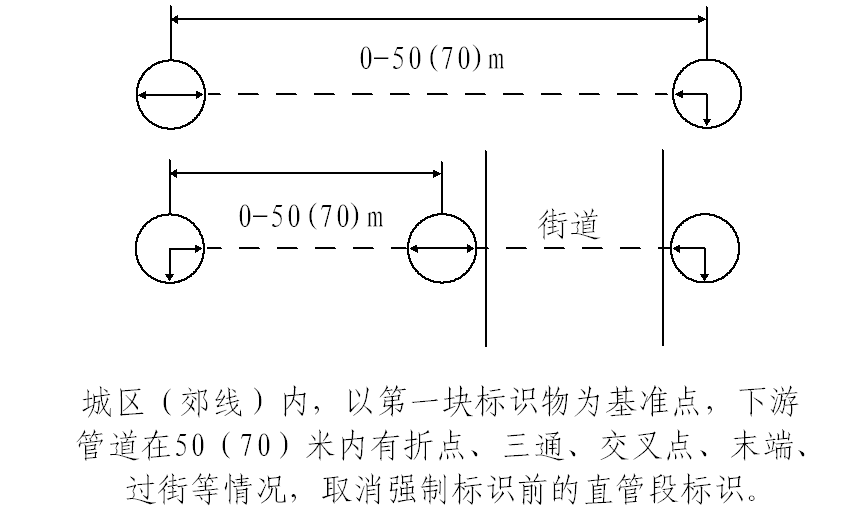 0-50(70)m
0-50(70)m
街道
城区(郊线)内，以第一块标识物为基准点，下游
管道在50(70)米内有折点、三通、交叉点、末端、
过街等情况，取消强制标识前的直管段标识。